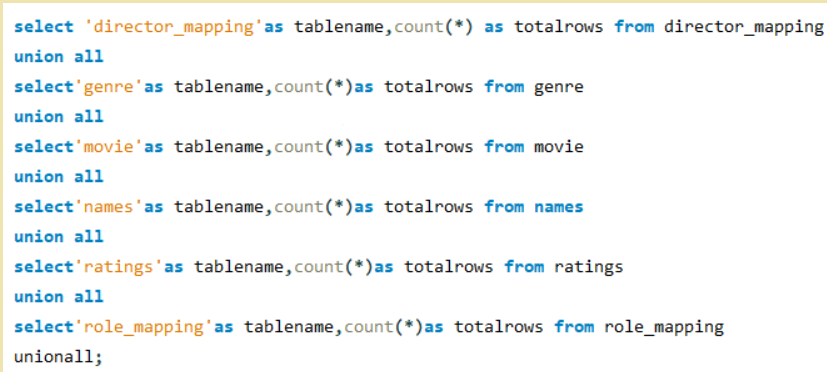 select 'director_mapping'as tablename,count(*) as totalrows from director_mapping
union all
select'genre'as tablename,count(*)as totalrows from genre
union all
select'movie'as tablename,count(*)as totalrows from movie
union all
select'names'as tablename,count(*)as totalrows from names
union all
select'ratings'as tablename,count(*)as totalrows from ratings
union all
select'role_mapping'as tablename,count(*)as totalrows from role_mapping
unionall;